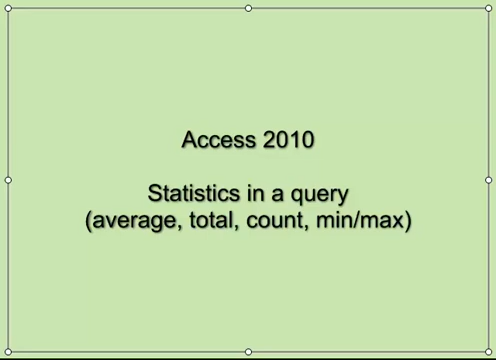 Access 2010
Statistics in a query
(average, total, count, min/max)